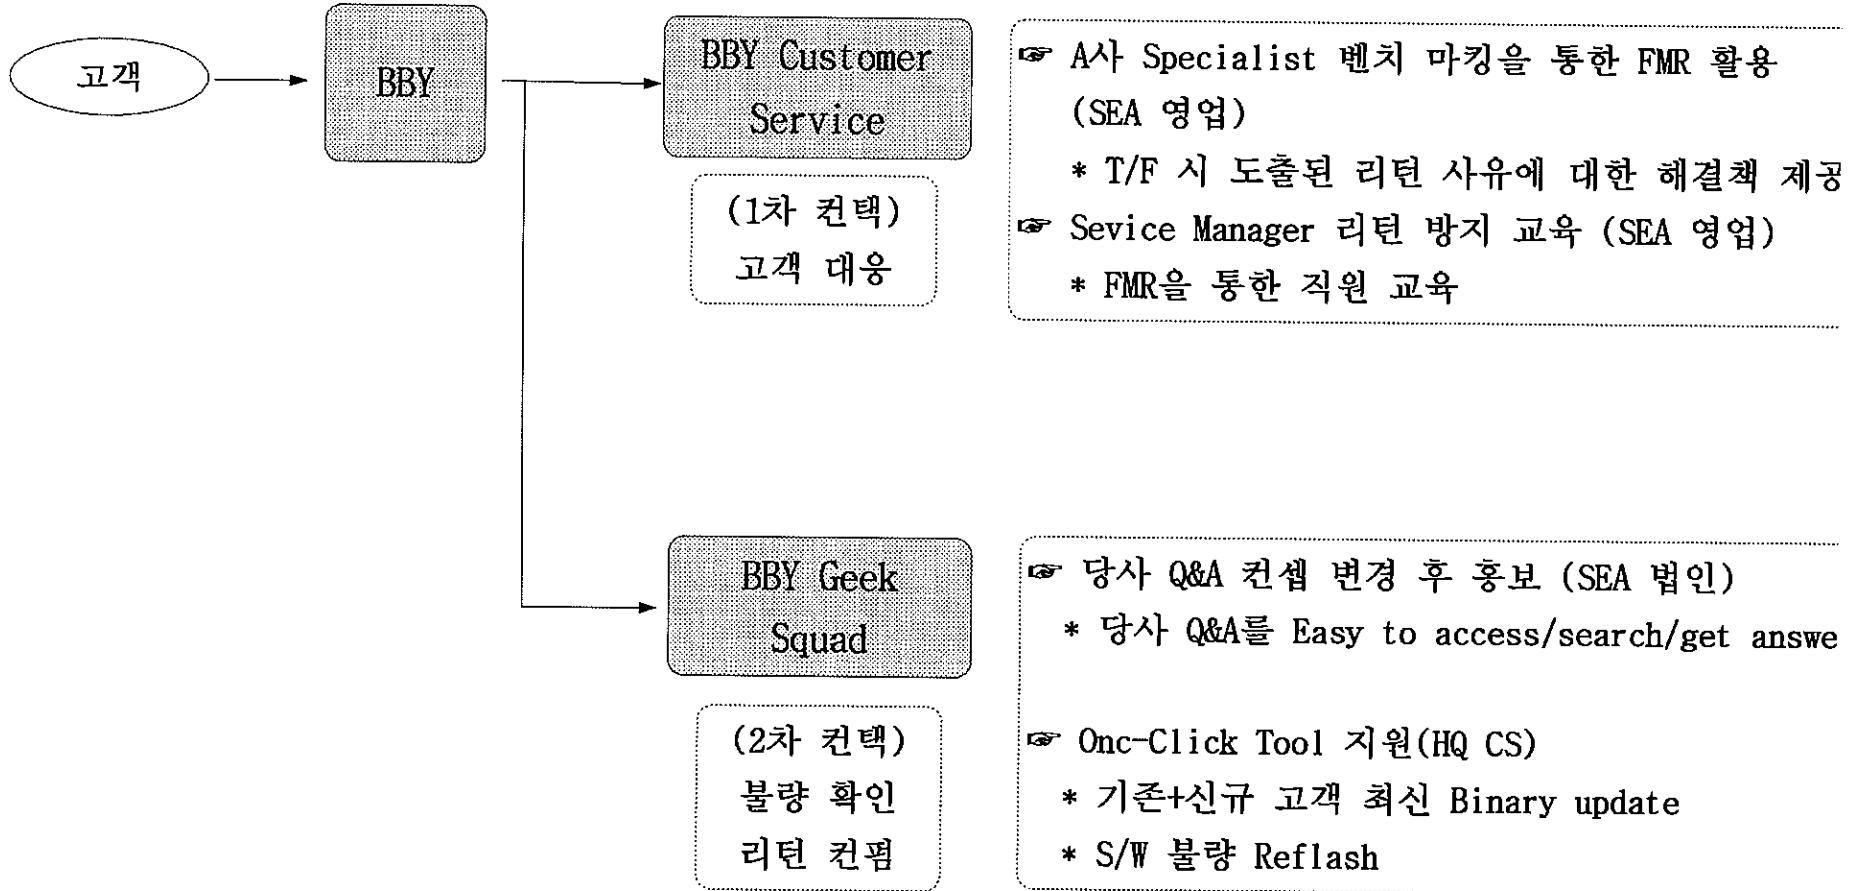 고객
BBY
BBY Customer
Service
(1차 컨택)
고객 대응
☞ A사 Specialist 벤치 마킹을 통한 FMR 활용
(SEA 영업)
* T/F 시 도출된 리턴 사유에 대한 해결책 제공
☞ Sevice Manager 리턴 방지 교육 (SEA 영업)
* FMR을 통한 직원 교육
BBY Geek
Squad
(2차 컨택)
불량 확인
리턴 컨펌
☞ 당사 Q&A 컨셉 변경 후 홍보 (SEA 법인)
* 당사 Q&A를 Easy to access/search/get answe
☞ Onc-Click Tool 지원(HQ CS)
* 기존+신규 고객 최신 Binary update
* S/W 불량 Reflash